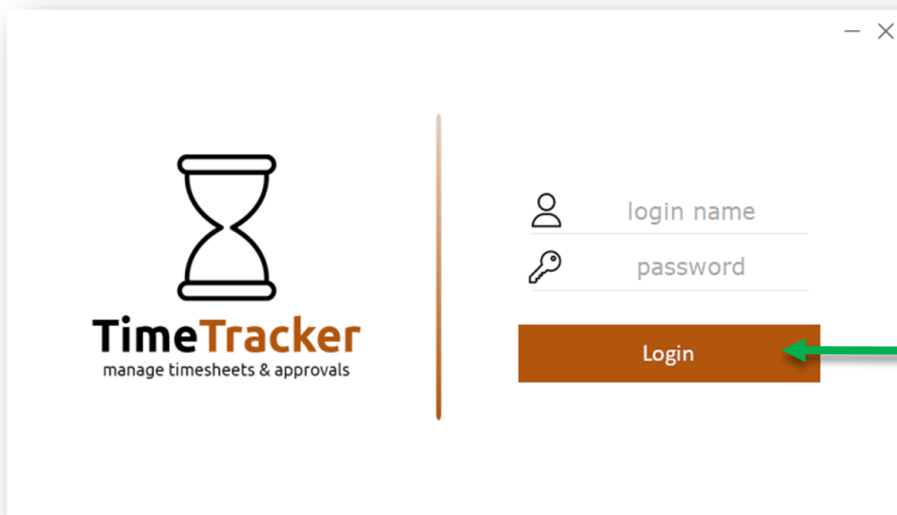 TimeTracker
manage timesheets & approvals
login name
password
Login